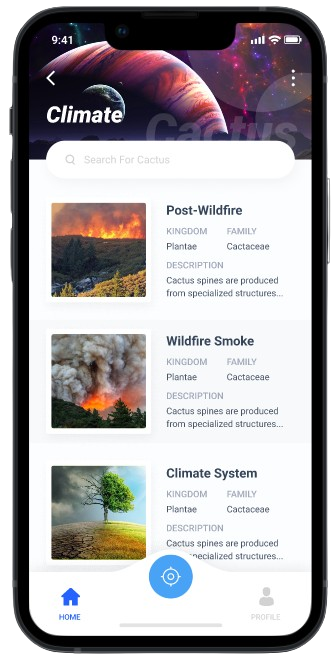 9:41
Climate
Cactus
Search For Cactus
Post-Wildfire
KINGDOM FAMILY
Plantae Cactaceae
DESCRIPTION
Cactus spines are produced
from specialized structures...
Wildfire Smoke
KINGDOM FAMILY
Plantae Cactaceae
DESCRIPTION
Cactus spines are produced
from specialized structures...
Climate System
KINGDOM FAMILY
Plantae Cactaceae
DESCRIPTION
Cactus spines are produced
specialized structures...
HOME
PROFILE